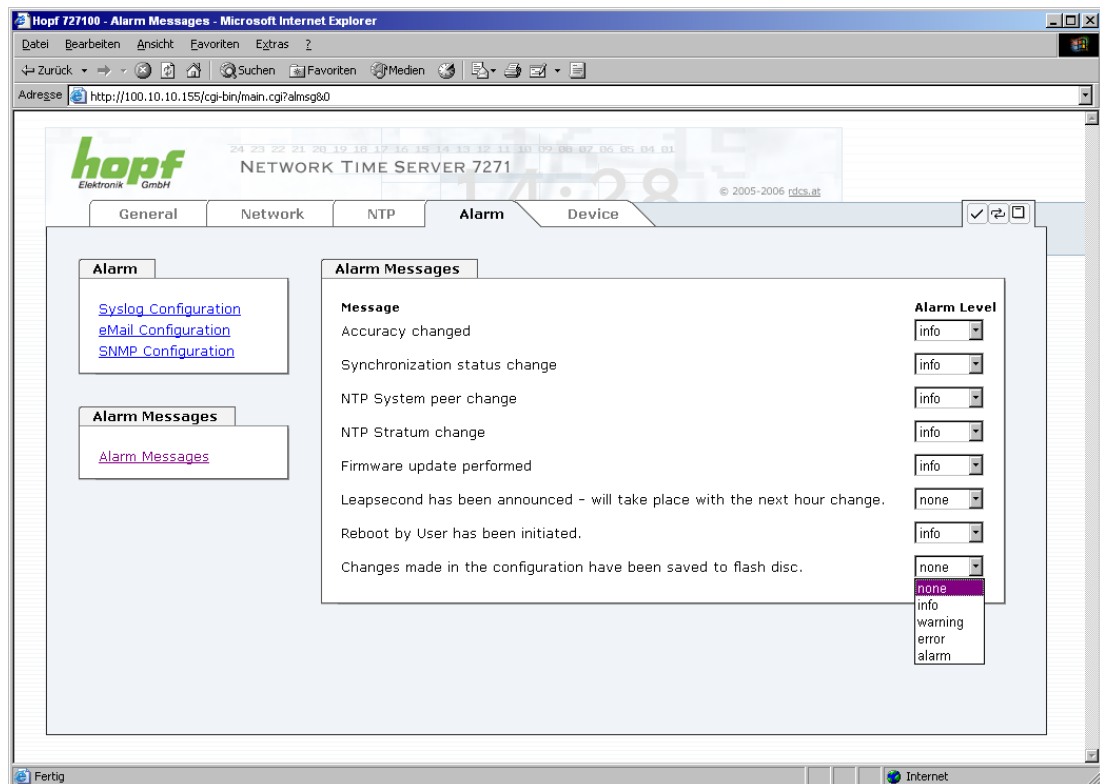 Hopf 727100 - Alarm Messages - Microsoft Internet Explorer
Datei Bearbeiten Ansicht Favoriten Extras ?
Zurück Suchen Favoriten Medien
Adresse http://100.10.10.155/cgi-bin/main.cgi?almsg&0
24 23 22 21 20 19 18 17 16 15 14 13 12 11 10 09 08 07 06 05 04 01
hopf
Elektronik GmbH
NETWORK TIME SERVER 7271
14:28
© 2005-2006 rdcs.at
General Network NTP Alarm Device
Alarm
Syslog Configuration
eMail Configuration
SNMP Configuration
Alarm Messages
Alarm Messages
Alarm Messages
Message Alarm Level
Accuracy changed info
Synchronization status change info
NTP System peer change info
NTP Stratum change info
Firmware update performed info
Leapsecond has been announced - will take place with the next hour change. none
Reboot by User has been initiated. info
Changes made in the configuration have been saved to flash disc. none
none
info
warning
error
alarm
Fertig Internet